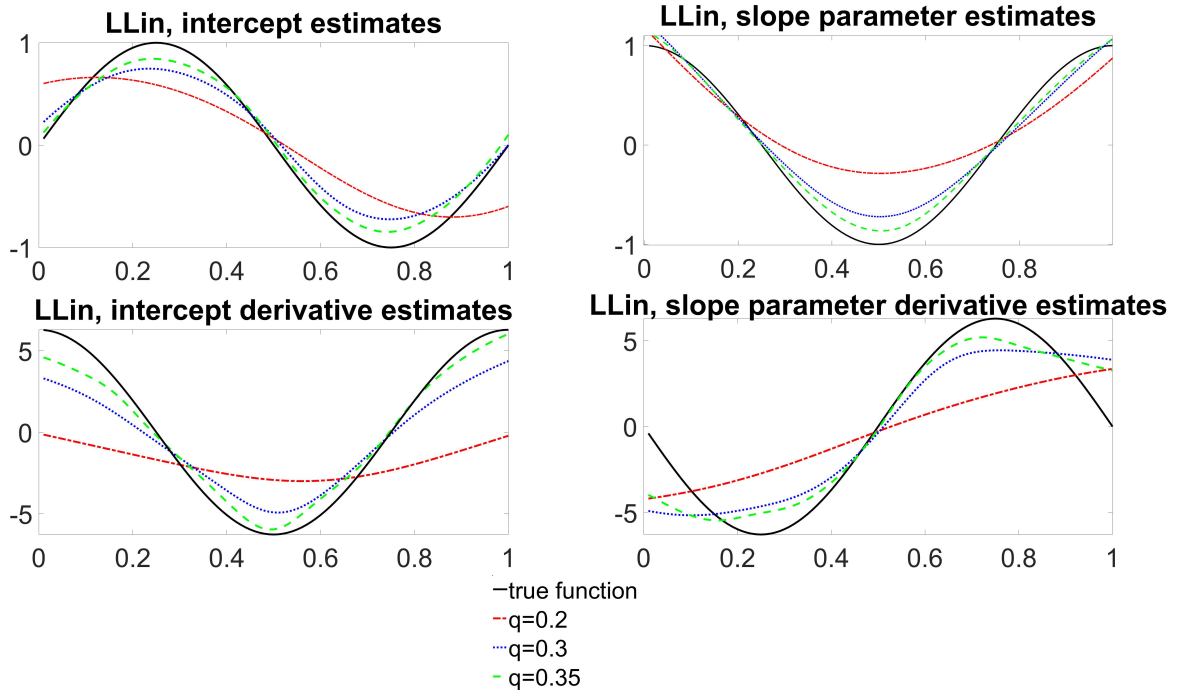 LLin, intercept estimates
1
0
-1
0 0.2 0.4 0.6 0.8 1
LLin, slope parameter estimates
1
0
-1
0 0.2 0.4 0.6 0.8 1
LLin, intercept derivative estimates
5
0
-5
0 0.2 0.4 0.6 0.8 1
LLin, slope parameter derivative estimates
5
0
-5
0 0.2 0.4 0.6 0.8 1
true function
q=0.2
q=0.3
q=0.35